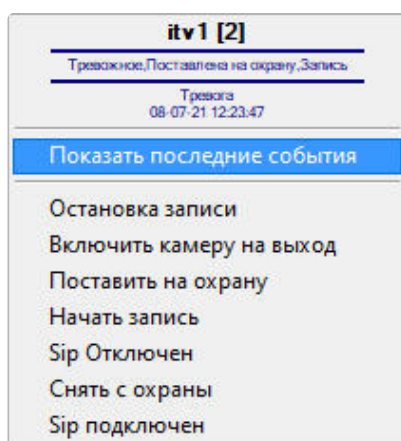 itv1 [2]
Тревожное,Поставлена на охрану,Запись
Тревога
08-07-21 12:23:47
Показать последние события
Остановка записи
Включить камеру на выход
Поставить на охрану
Начать запись
Sip Отключен
Снять с охраны
Sip подключен